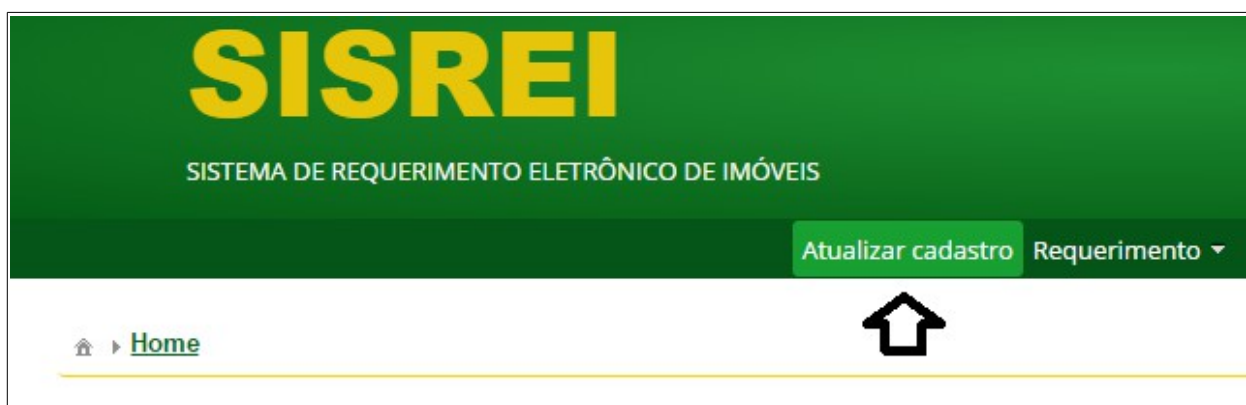 SISREI
SISTEMA DE REQUERIMENTO ELETRÔNICO DE IMÓVEIS
Atualizar cadastro Requerimento
Home